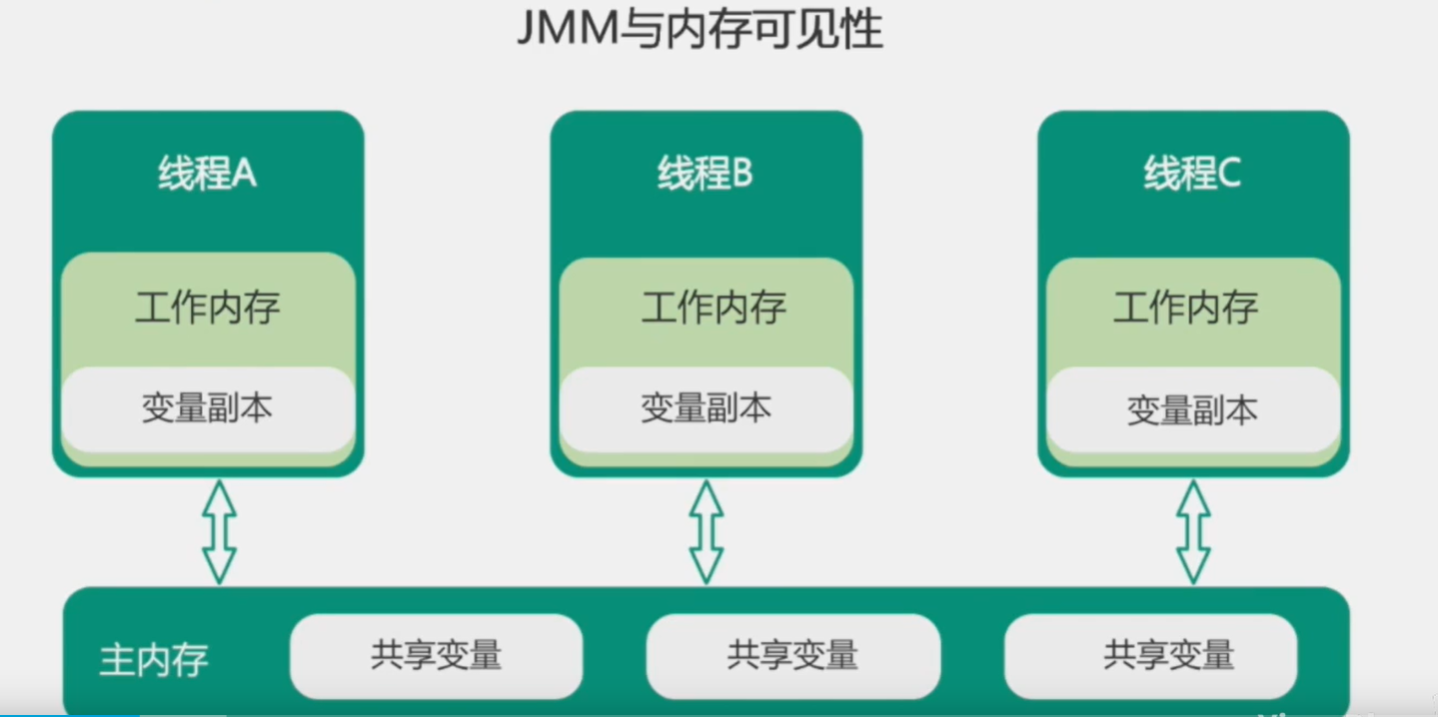 JMM与内存可见性
线程A
线程B
线程C
工作内存
工作内存
工作内存
变量副本
变量副本
变量副本
主内存
共享变量
共享变量
共享变量